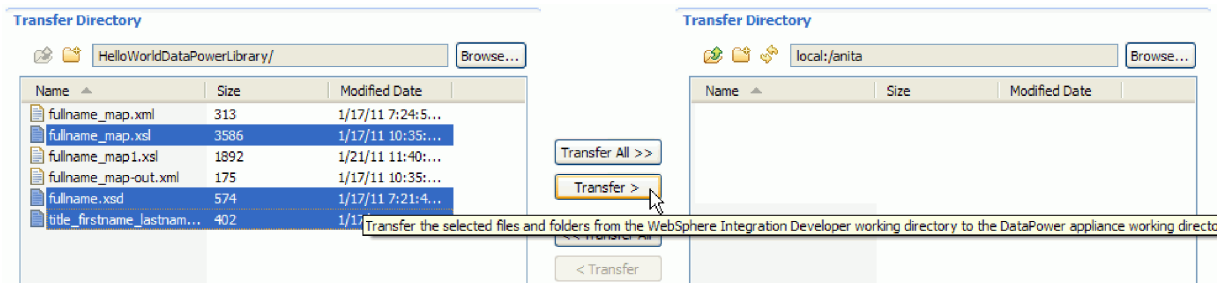 Transfer Directory
HelloWorldDataPowerLibrary/ Browse...
Name Size Modified Date
fullname_map.xml 313 1/17/11 7:24:5...
fullname_map.xsl 3586 1/17/11 10:35:...
fullname_map1.xsl 1892 1/21/11 11:40:...
fullname_map-out.xml 175 1/17/11 10:35:...
fullname.xsd 574 1/17/11 7:21:4...
title_firstname_lastnam... 402 1/17
Transfer All >>
Transfer >
Transfer the selected files and folders from the WebSphere Integration Developer working directory to the DataPower appliance working directo
<< Transfer All
< Transfer
Transfer Directory
local:/anita Browse...
Name Size Modified Date